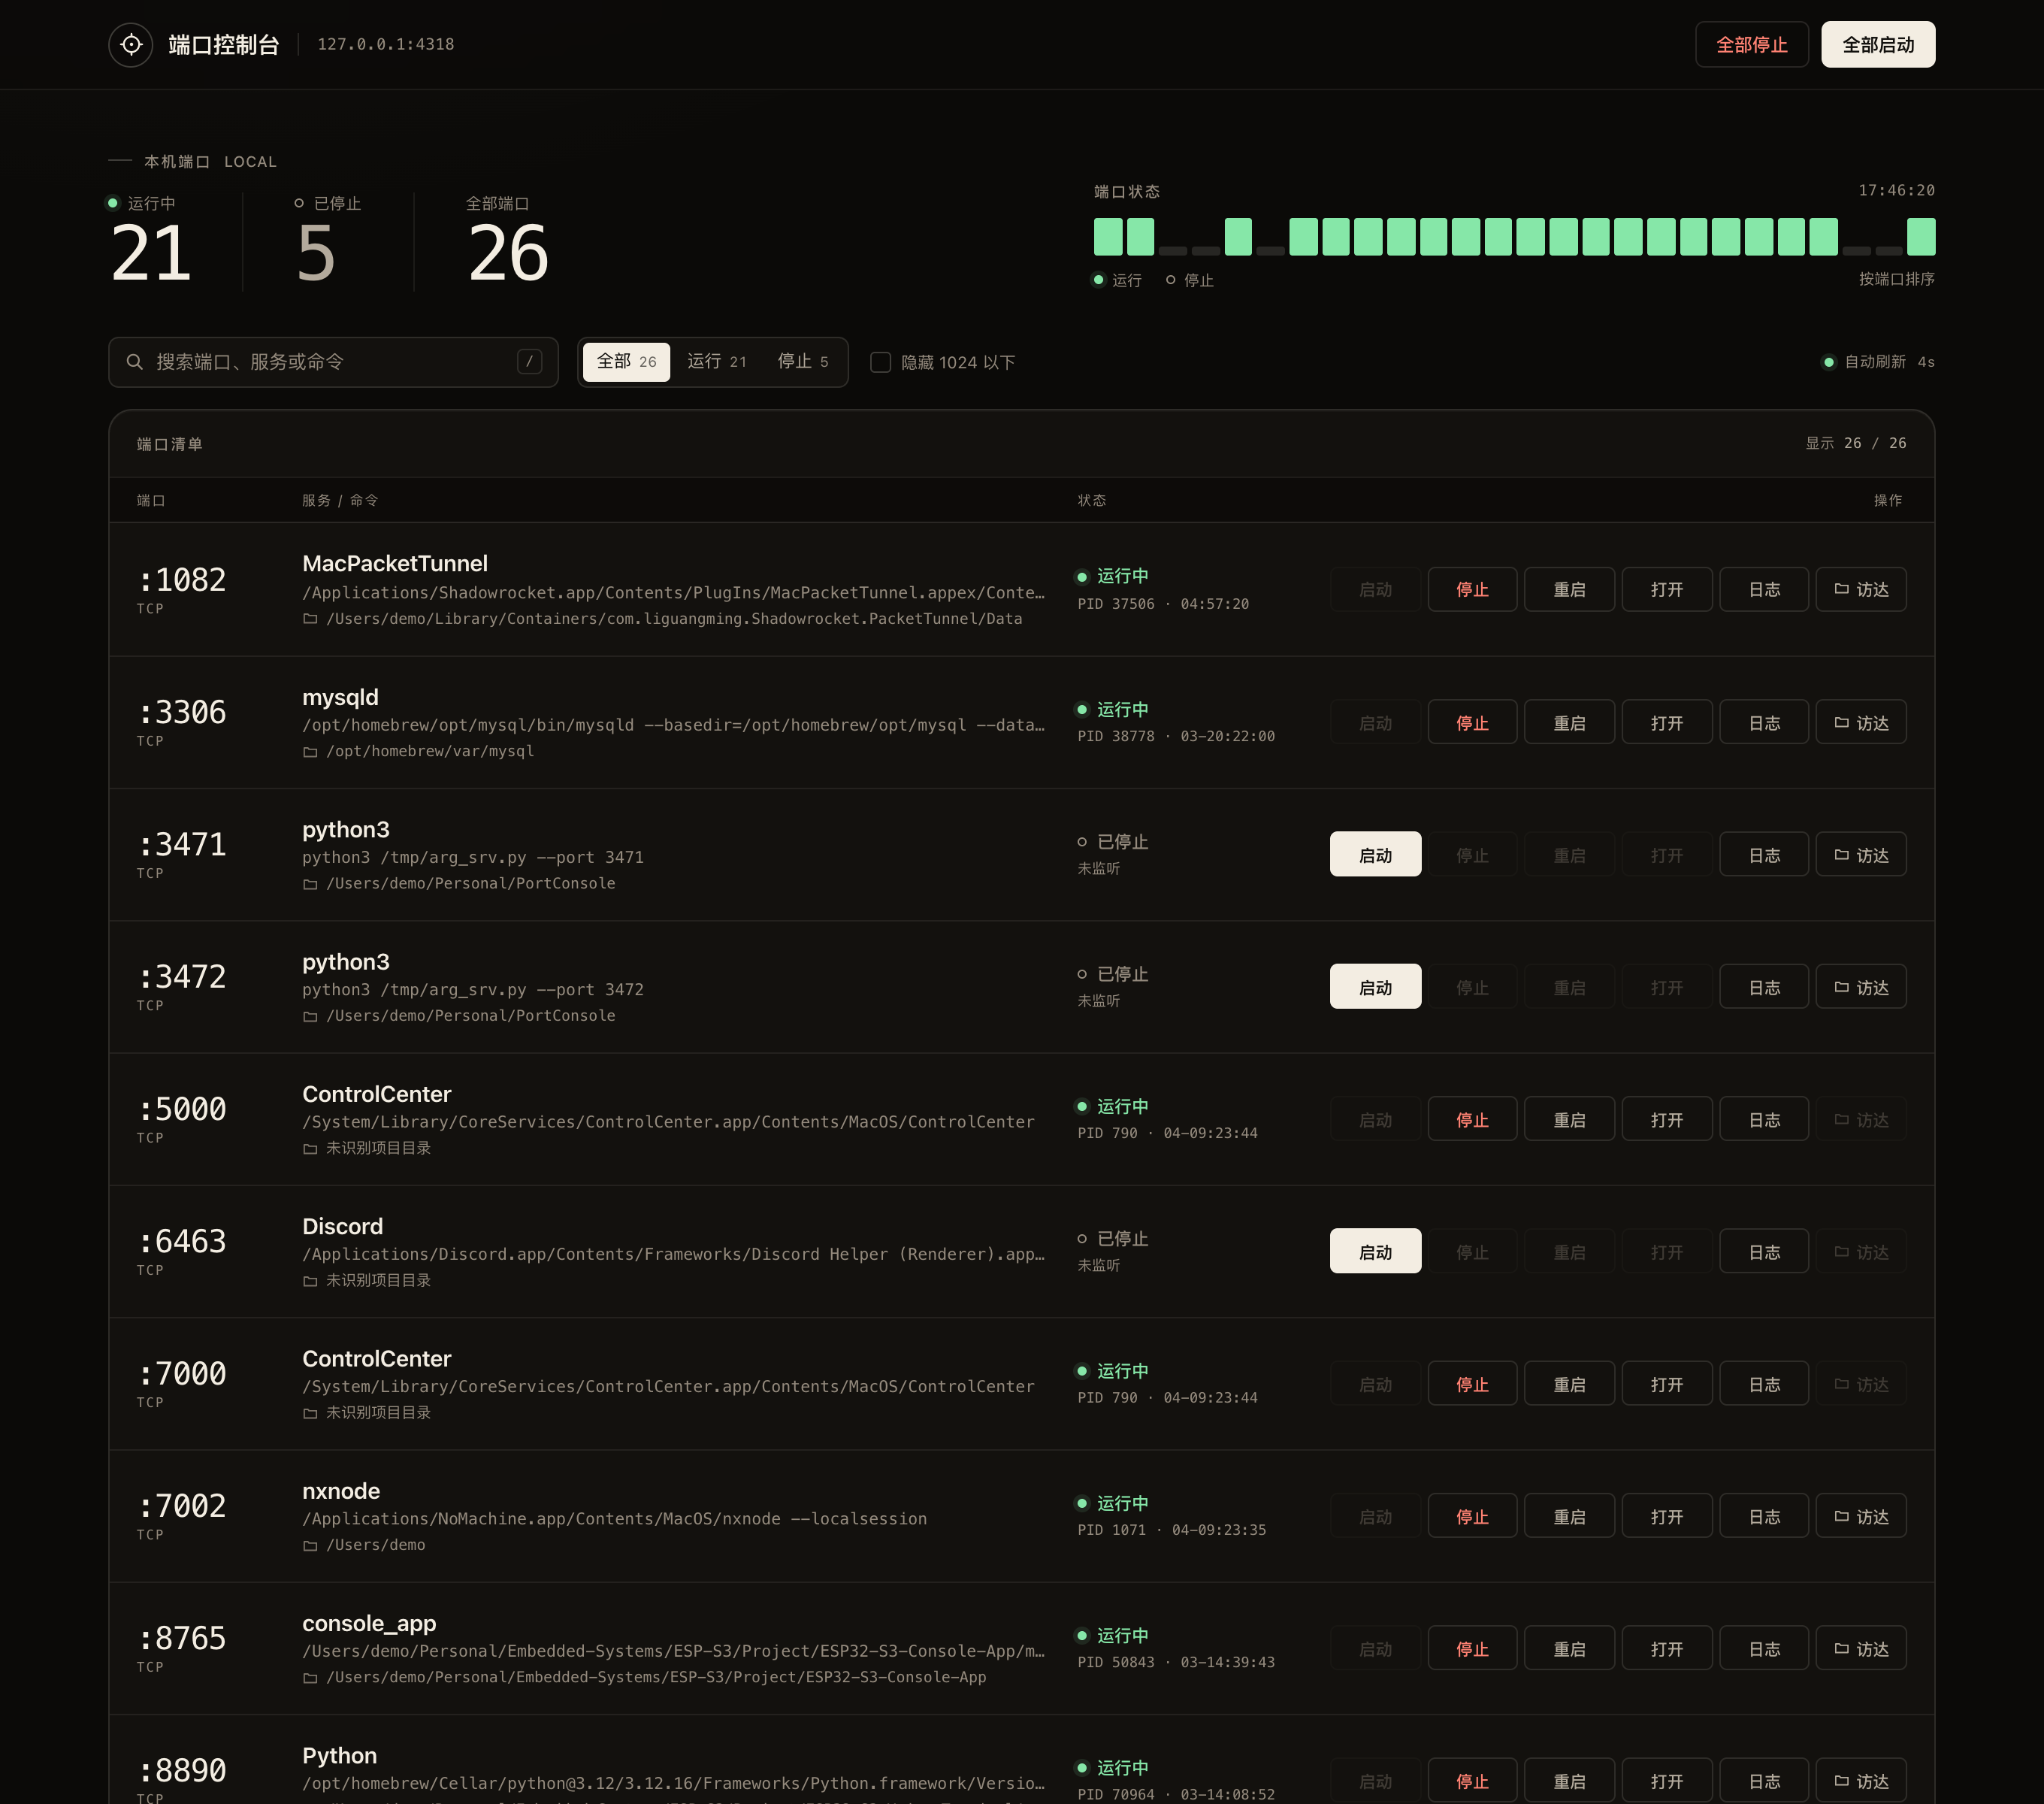 端口控制台 127.0.0.1:4318 全部停止 全部启动
本机端口 LOCAL
运行中 已停止 全部端口
21 5 26
端口状态 17:46:20
运行 停止 按端口排序
搜索端口、服务或命令 / 全部 26 运行 21 停止 5 隐藏 1024 以下 自动刷新 4s
端口清单 显示 26 / 26
端口 服务 / 命令 状态 操作
:1082
TCP
MacPacketTunnel
/Applications/Shadowrocket.app/Contents/PlugIns/MacPacketTunnel.appex/Conte…
/Users/demo/Library/Containers/com.liguangming.Shadowrocket.PacketTunnel/Data
运行中
PID 37506 · 04:57:20
启动 停止 重启 打开 日志 访达
:3306
TCP
mysqld
/opt/homebrew/opt/mysql/bin/mysqld --basedir=/opt/homebrew/opt/mysql --data…
/opt/homebrew/var/mysql
运行中
PID 38778 · 03-20:22:00
启动 停止 重启 打开 日志 访达
:3471
TCP
python3
python3 /tmp/arg_srv.py --port 3471
/Users/demo/Personal/PortConsole
已停止
未监听
启动 停止 重启 打开 日志 访达
:3472
TCP
python3
python3 /tmp/arg_srv.py --port 3472
/Users/demo/Personal/PortConsole
已停止
未监听
启动 停止 重启 打开 日志 访达
:5000
TCP
ControlCenter
/System/Library/CoreServices/ControlCenter.app/Contents/MacOS/ControlCenter
未识别项目目录
运行中
PID 790 · 04-09:23:44
启动 停止 重启 打开 日志 访达
:6463
TCP
Discord
/Applications/Discord.app/Contents/Frameworks/Discord Helper (Renderer).app…
未识别项目目录
已停止
未监听
启动 停止 重启 打开 日志 访达
:7000
TCP
ControlCenter
/System/Library/CoreServices/ControlCenter.app/Contents/MacOS/ControlCenter
未识别项目目录
运行中
PID 790 · 04-09:23:44
启动 停止 重启 打开 日志 访达
:7002
TCP
nxnode
/Applications/NoMachine.app/Contents/MacOS/nxnode --localsession
/Users/demo
运行中
PID 1071 · 04-09:23:35
启动 停止 重启 打开 日志 访达
:8765
TCP
console_app
/Users/demo/Personal/Embedded-Systems/ESP-S3/Project/ESP32-S3-Console-App/m…
/Users/demo/Personal/Embedded-Systems/ESP-S3/Project/ESP32-S3-Console-App
运行中
PID 50843 · 03-14:39:43
启动 停止 重启 打开 日志 访达
:8890
TCP
Python
/opt/homebrew/Cellar/python@3.12/3.12.16/Frameworks/Python.framework/Versio…
运行中
PID 70964 · 03-14:08:52
启动 停止 重启 打开 日志 访达